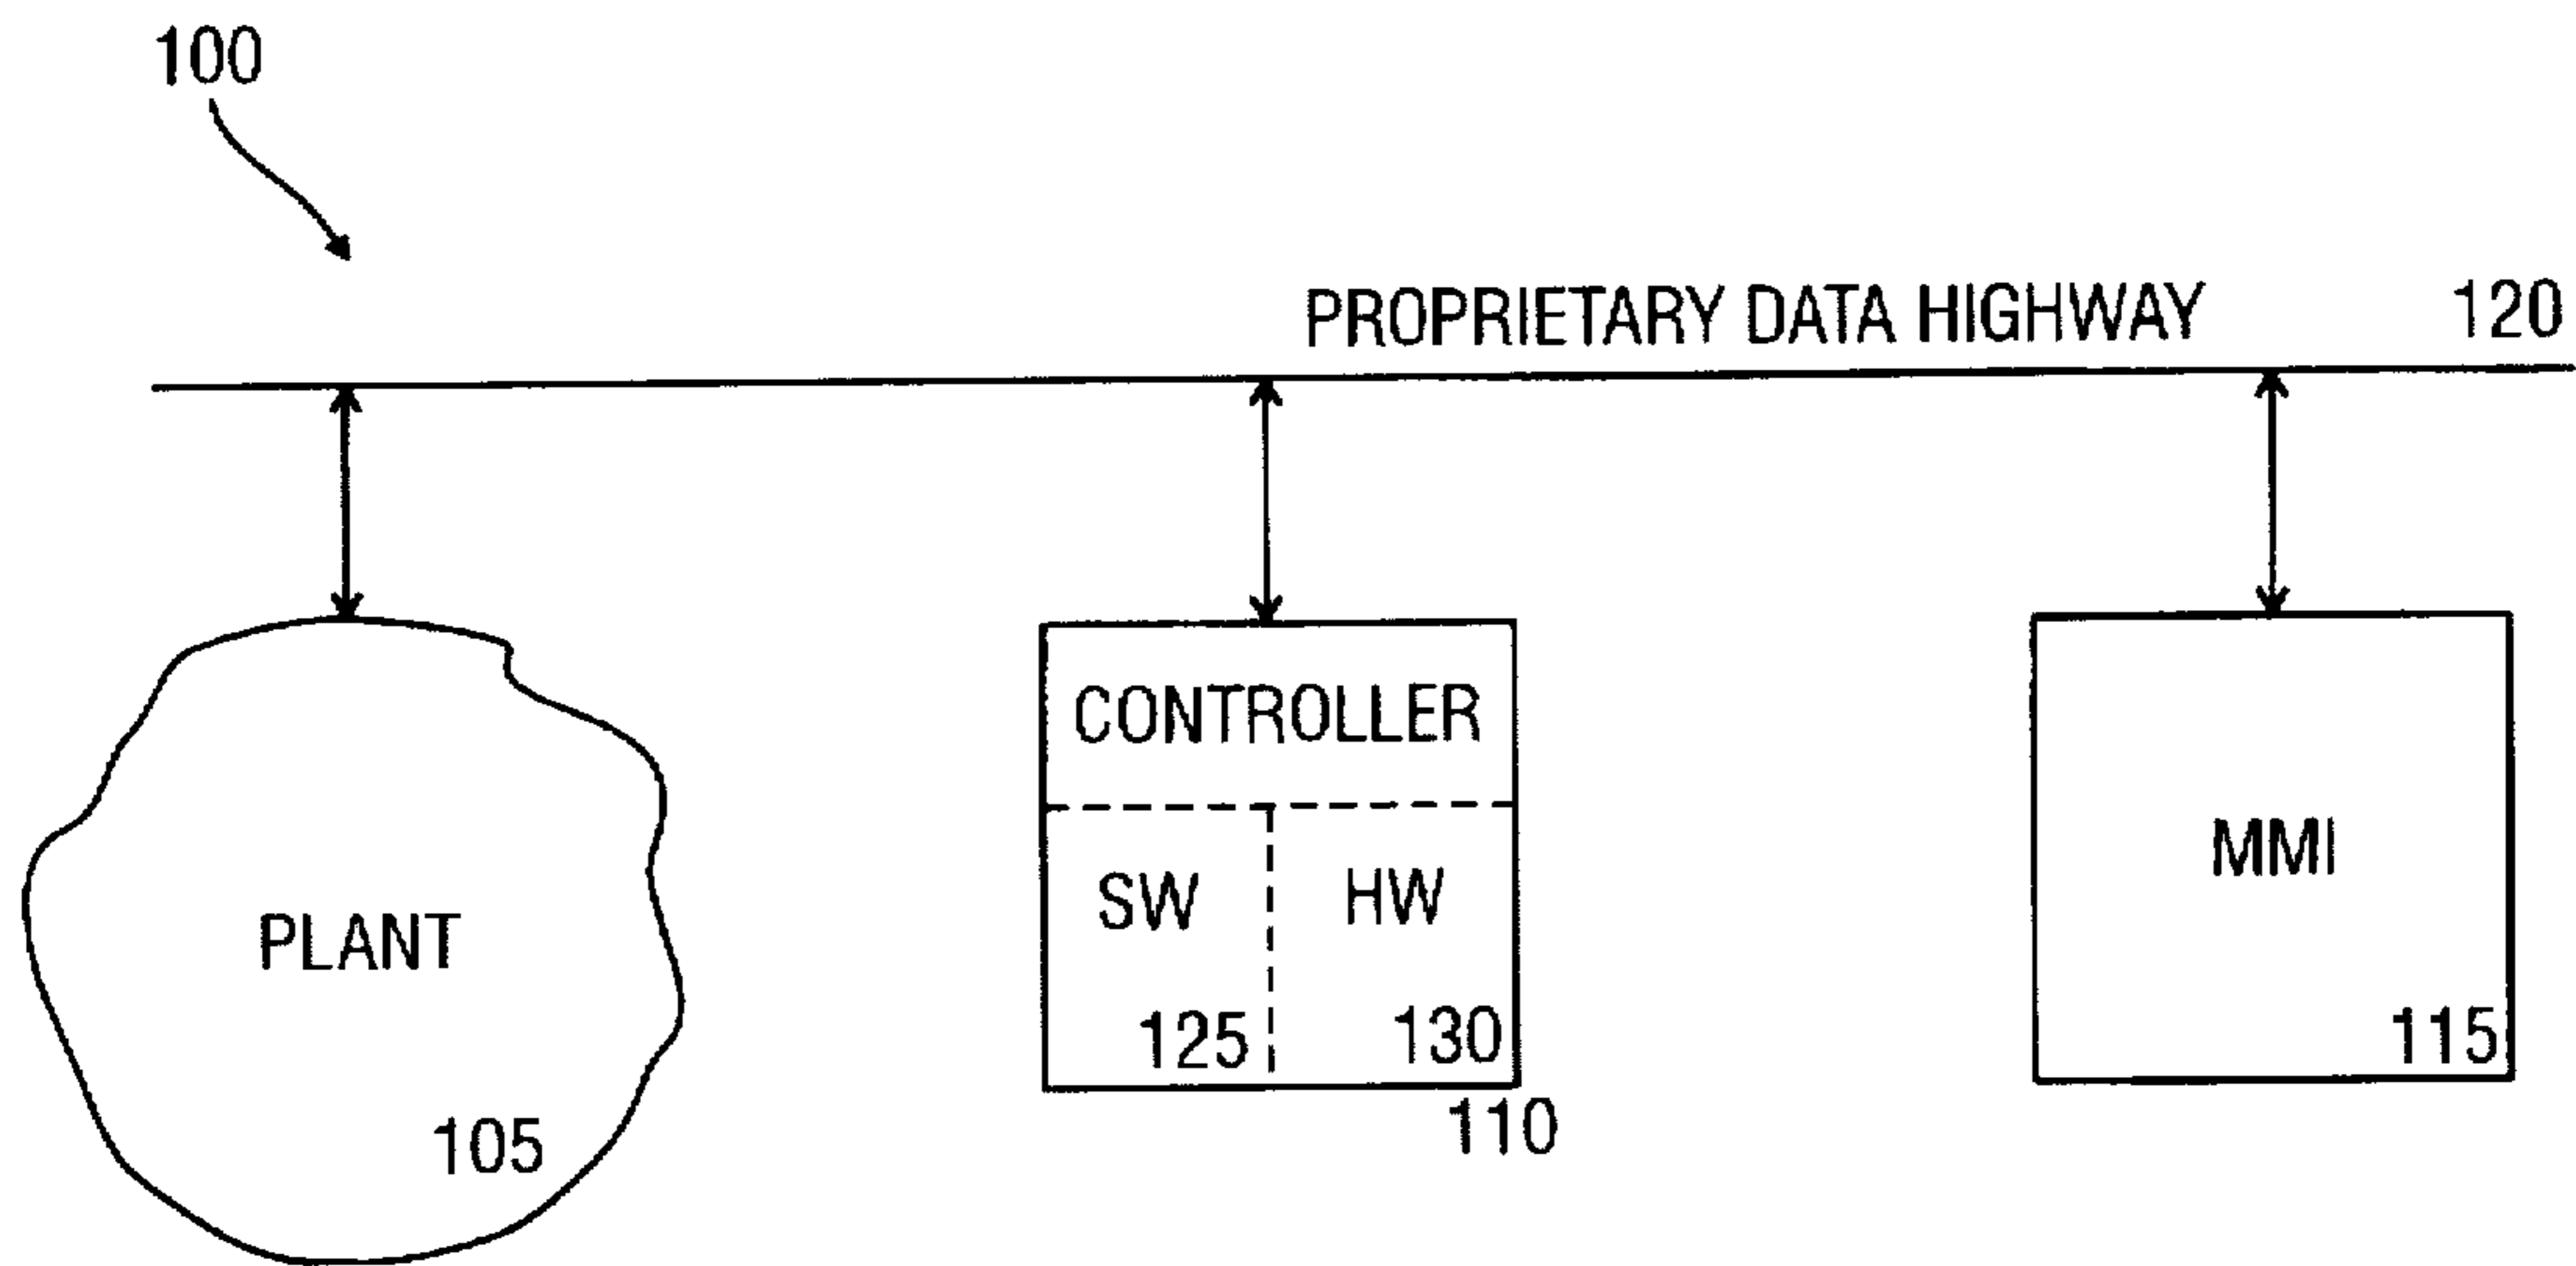 100
PROPRIETARY DATA HIGHWAY 120
CONTROLLER
SW HW
125 130
110
MMI
115
PLANT
105